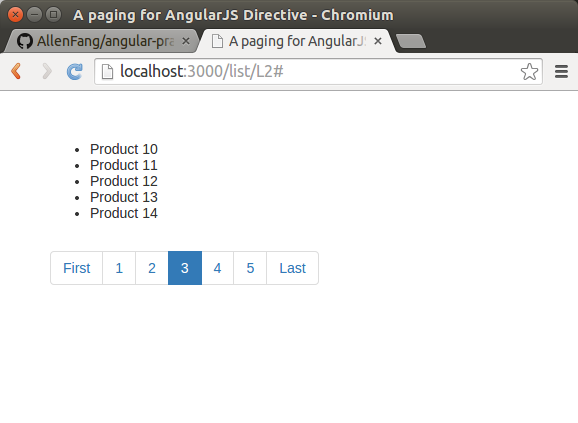 A paging for AngularJS Directive - Chromium
AllenFang/angular-pra
A paging for AngularJS
localhost:3000/list/L2#
Product 10
Product 11
Product 12
Product 13
Product 14
First 1 2 3 4 5 Last